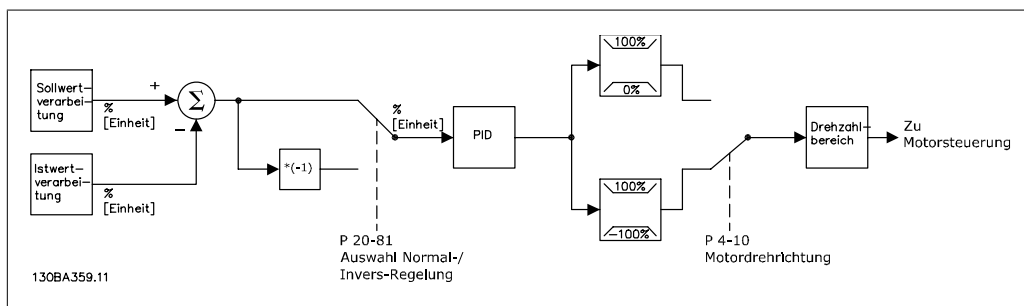 Sollwert-
verarbei-
tung
+
%
[Einheit]
Σ
−
Istwert-
verarbei-
tung
%
[Einheit]
*(-1)
%
[Einheit]
P 20-81
Auswahl Normal-/
Invers-Regelung
PID
100%
0%
100%
-100%
P 4-10
Motordrehrichtung
Drehzahl-
bereich
Zu
Motorsteuerung
130BA359.11